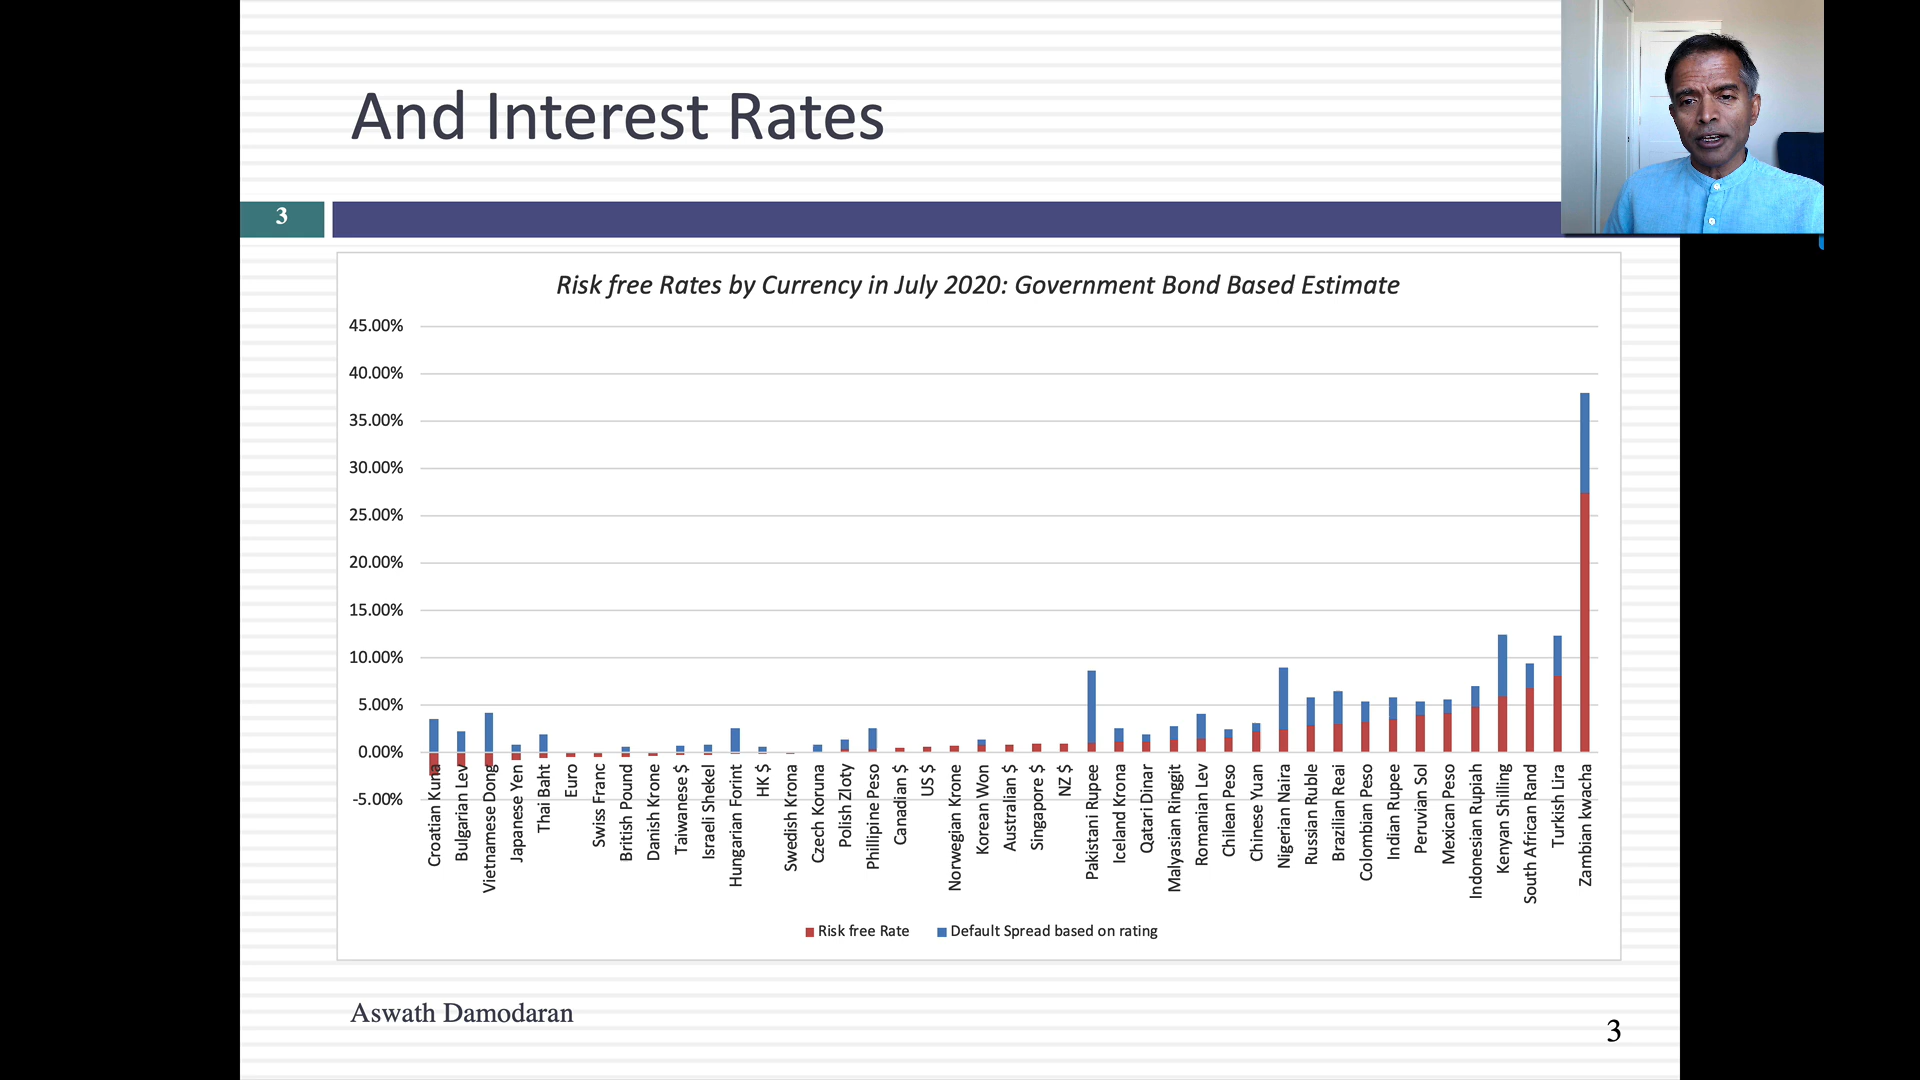 And Interest Rates
3
Risk free Rates by Currency in July 2020: Government Bond Based Estimate
45.00%
40.00%
35.00%
30.00%
25.00%
20.00%
15.00%
10.00%
5.00%
0.00%
-5.00%
Croatian Kuna
Bulgarian Lev
Vietnamese Dong
Japanese Yen
Thai Baht
Euro
Swiss Franc
British Pound
Danish Krone
Taiwanese $
Israeli Shekel
Hungarian Forint
HK $
Swedish Krona
Czech Koruna
Polish Zloty
Phillipine Peso
Canadian $
US $
Norwegian Krone
Korean Won
Australian $
Singapore $
NZ $
Pakistani Rupee
Iceland Krona
Qatari Dinar
Malyasian Ringgit
Romanian Lev
Chilean Peso
Chinese Yuan
Nigerian Naira
Russian Ruble
Brazilian Reai
Colombian Peso
Indian Rupee
Peruvian Sol
Mexican Peso
Indonesian Rupiah
Kenyan Shilling
South African Rand
Turkish Lira
Zambian kwacha
Risk free Rate
Default Spread based on rating
Aswath Damodaran
3